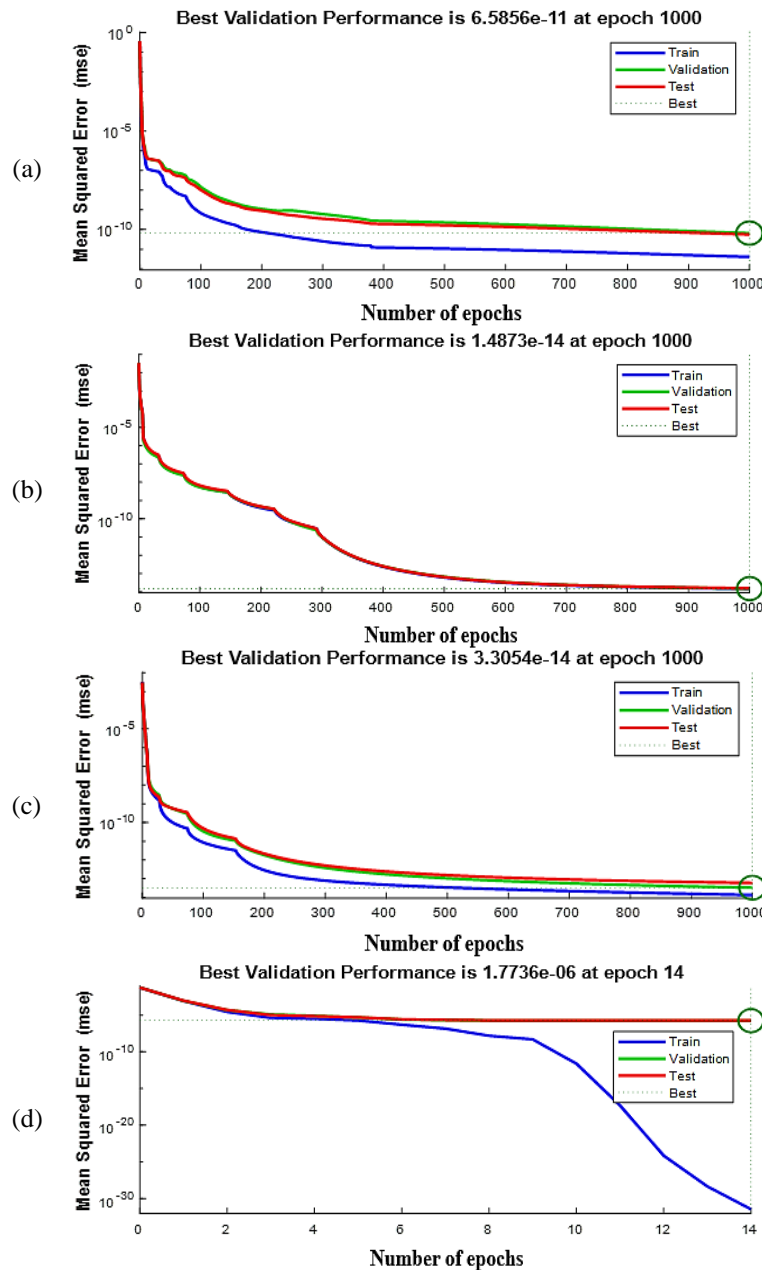 Best Validation Performance is 6.5856e-11 at epoch 1000
(a)
Mean Squared Error (mse)
10^0
10^-5
10^-10
Train
Validation
Test
Best
0 100 200 300 400 500 600 700 800 900 1000
Number of epochs
Best Validation Performance is 1.4873e-14 at epoch 1000
(b)
Mean Squared Error (mse)
10^-5
10^-10
Train
Validation
Test
Best
0 100 200 300 400 500 600 700 800 900 1000
Number of epochs
Best Validation Performance is 3.3054e-14 at epoch 1000
(c)
Mean Squared Error (mse)
10^-5
10^-10
Train
Validation
Test
Best
0 100 200 300 400 500 600 700 800 900 1000
Number of epochs
Best Validation Performance is 1.7736e-06 at epoch 14
(d)
Mean Squared Error (mse)
10^-10
10^-20
10^-30
Train
Validation
Test
Best
0 2 4 6 8 10 12 14
Number of epochs